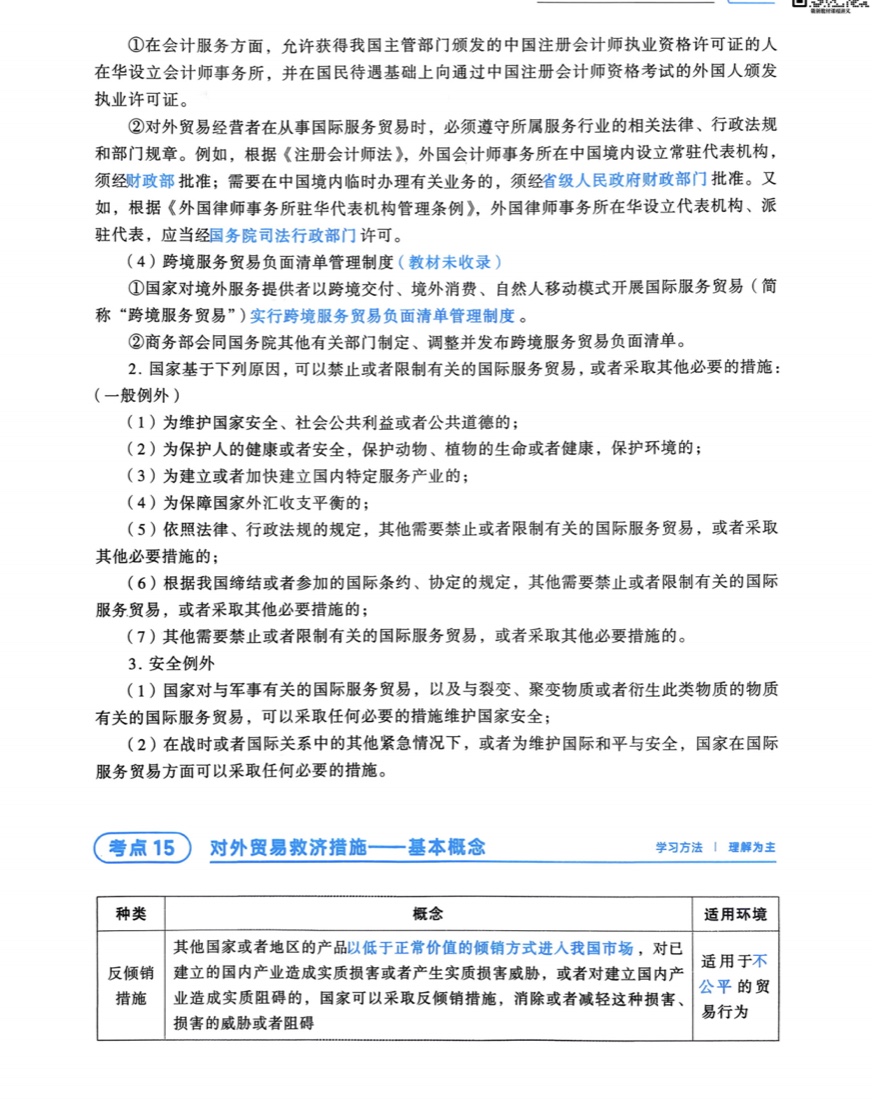 ①在会计服务方面，允许获得我国主管部门颁发的中国注册会计师执业资格许可证的人
在华设立会计师事务所，并在国民待遇基础上向通过中国注册会计师资格考试的外国人颁发
执业许可证。
②对外贸易经营者在从事国际服务贸易时，必须遵守所属服务行业的相关法律、行政法规
和部门规章。例如，根据《注册会计师法》，外国会计师事务所在中国境内设立常驻代表机构，
须经财政部批准；需要在中国境内临时办理有关业务的，须经省级人民政府财政部门批准。又
如，根据《外国律师事务所驻华代表机构管理条例》，外国律师事务所在华设立代表机构、派
驻代表，应当经国务院司法行政部门许可。
（4）跨境服务贸易负面清单管理制度（教材未收录）
①国家对境外服务提供者以跨境交付、境外消费、自然人移动模式开展国际服务贸易（简
称“跨境服务贸易”）实行跨境服务贸易负面清单管理制度。
②商务部会同国务院其他有关部门制定、调整并发布跨境服务贸易负面清单。
2. 国家基于下列原因，可以禁止或者限制有关的国际服务贸易，或者采取其他必要的措施：
（一般例外）
（1）为维护国家安全、社会公共利益或者公共道德的；
（2）为保护人的健康或者安全，保护动物、植物的生命或者健康，保护环境的；
（3）为建立或者加快建立国内特定服务产业的；
（4）为保障国家外汇收支平衡的；
（5）依照法律、行政法规的规定，其他需要禁止或者限制有关的国际服务贸易，或者采取
其他必要措施的；
（6）根据我国缔结或者参加的国际条约、协定的规定，其他需要禁止或者限制有关的国际
服务贸易，或者采取其他必要措施的；
（7）其他需要禁止或者限制有关的国际服务贸易，或者采取其他必要措施的。
3. 安全例外
（1）国家对与军事有关的国际服务贸易，以及与裂变、聚变物质或者衍生此类物质的物质
有关的国际服务贸易，可以采取任何必要的措施维护国家安全；
（2）在战时或者国际关系中的其他紧急情况下，或者为维护国际和平与安全，国家在国际
服务贸易方面可以采取任何必要的措施。
考点 15 对外贸易救济措施——基本概念 学习方法 | 理解为主
种类 概念 适用环境
反倾销
措施
其他国家或者地区的产品以低于正常价值的倾销方式进入我国市场，对已
建立的国内产业造成实质损害或者产生实质损害威胁，或者对建立国内产
业造成实质阻碍的，国家可以采取反倾销措施，消除或者减轻这种损害、
损害的威胁或者阻碍
适用于不
公平的贸
易行为